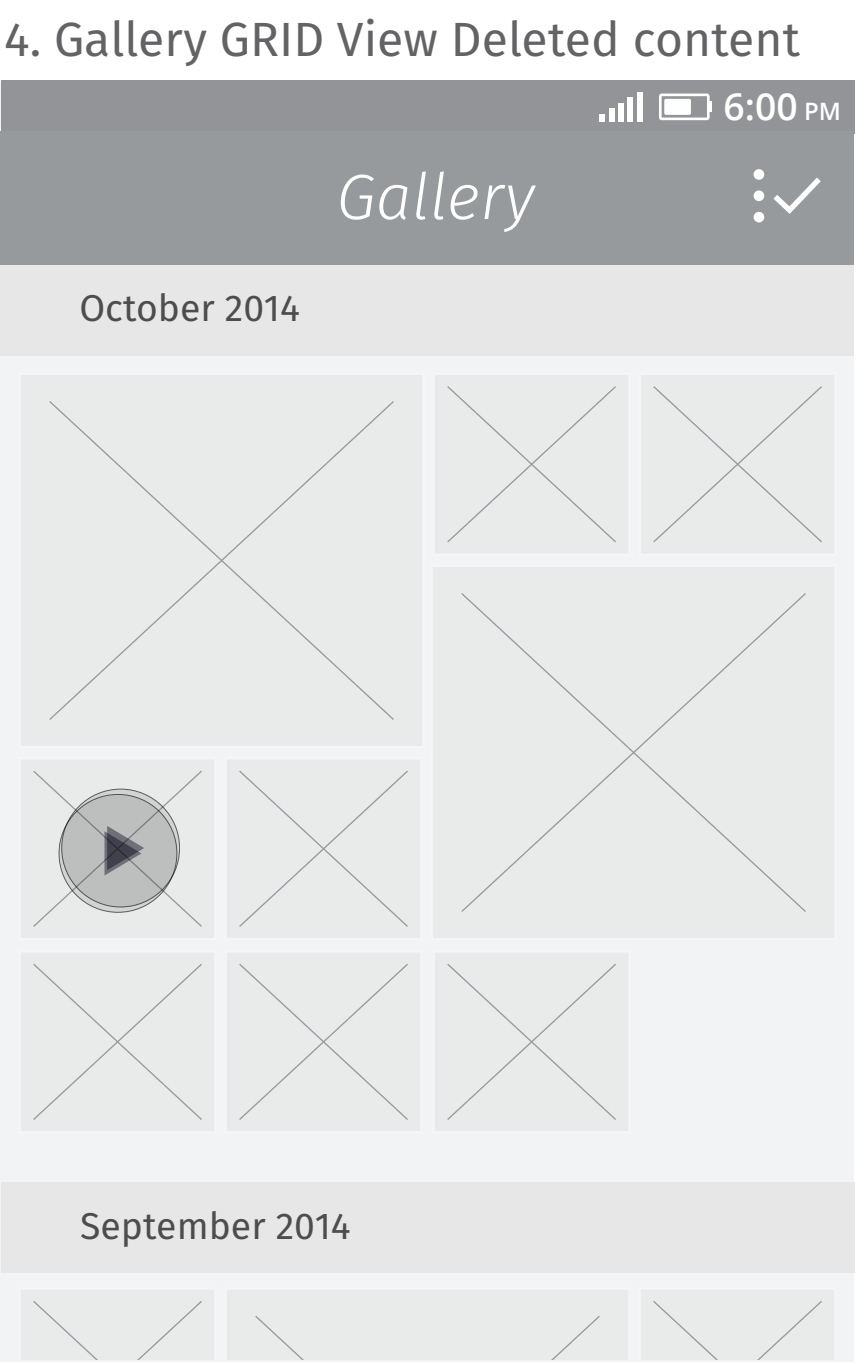 4. Gallery GRID View Deleted content
6:00 PM
Gallery
October 2014
September 2014